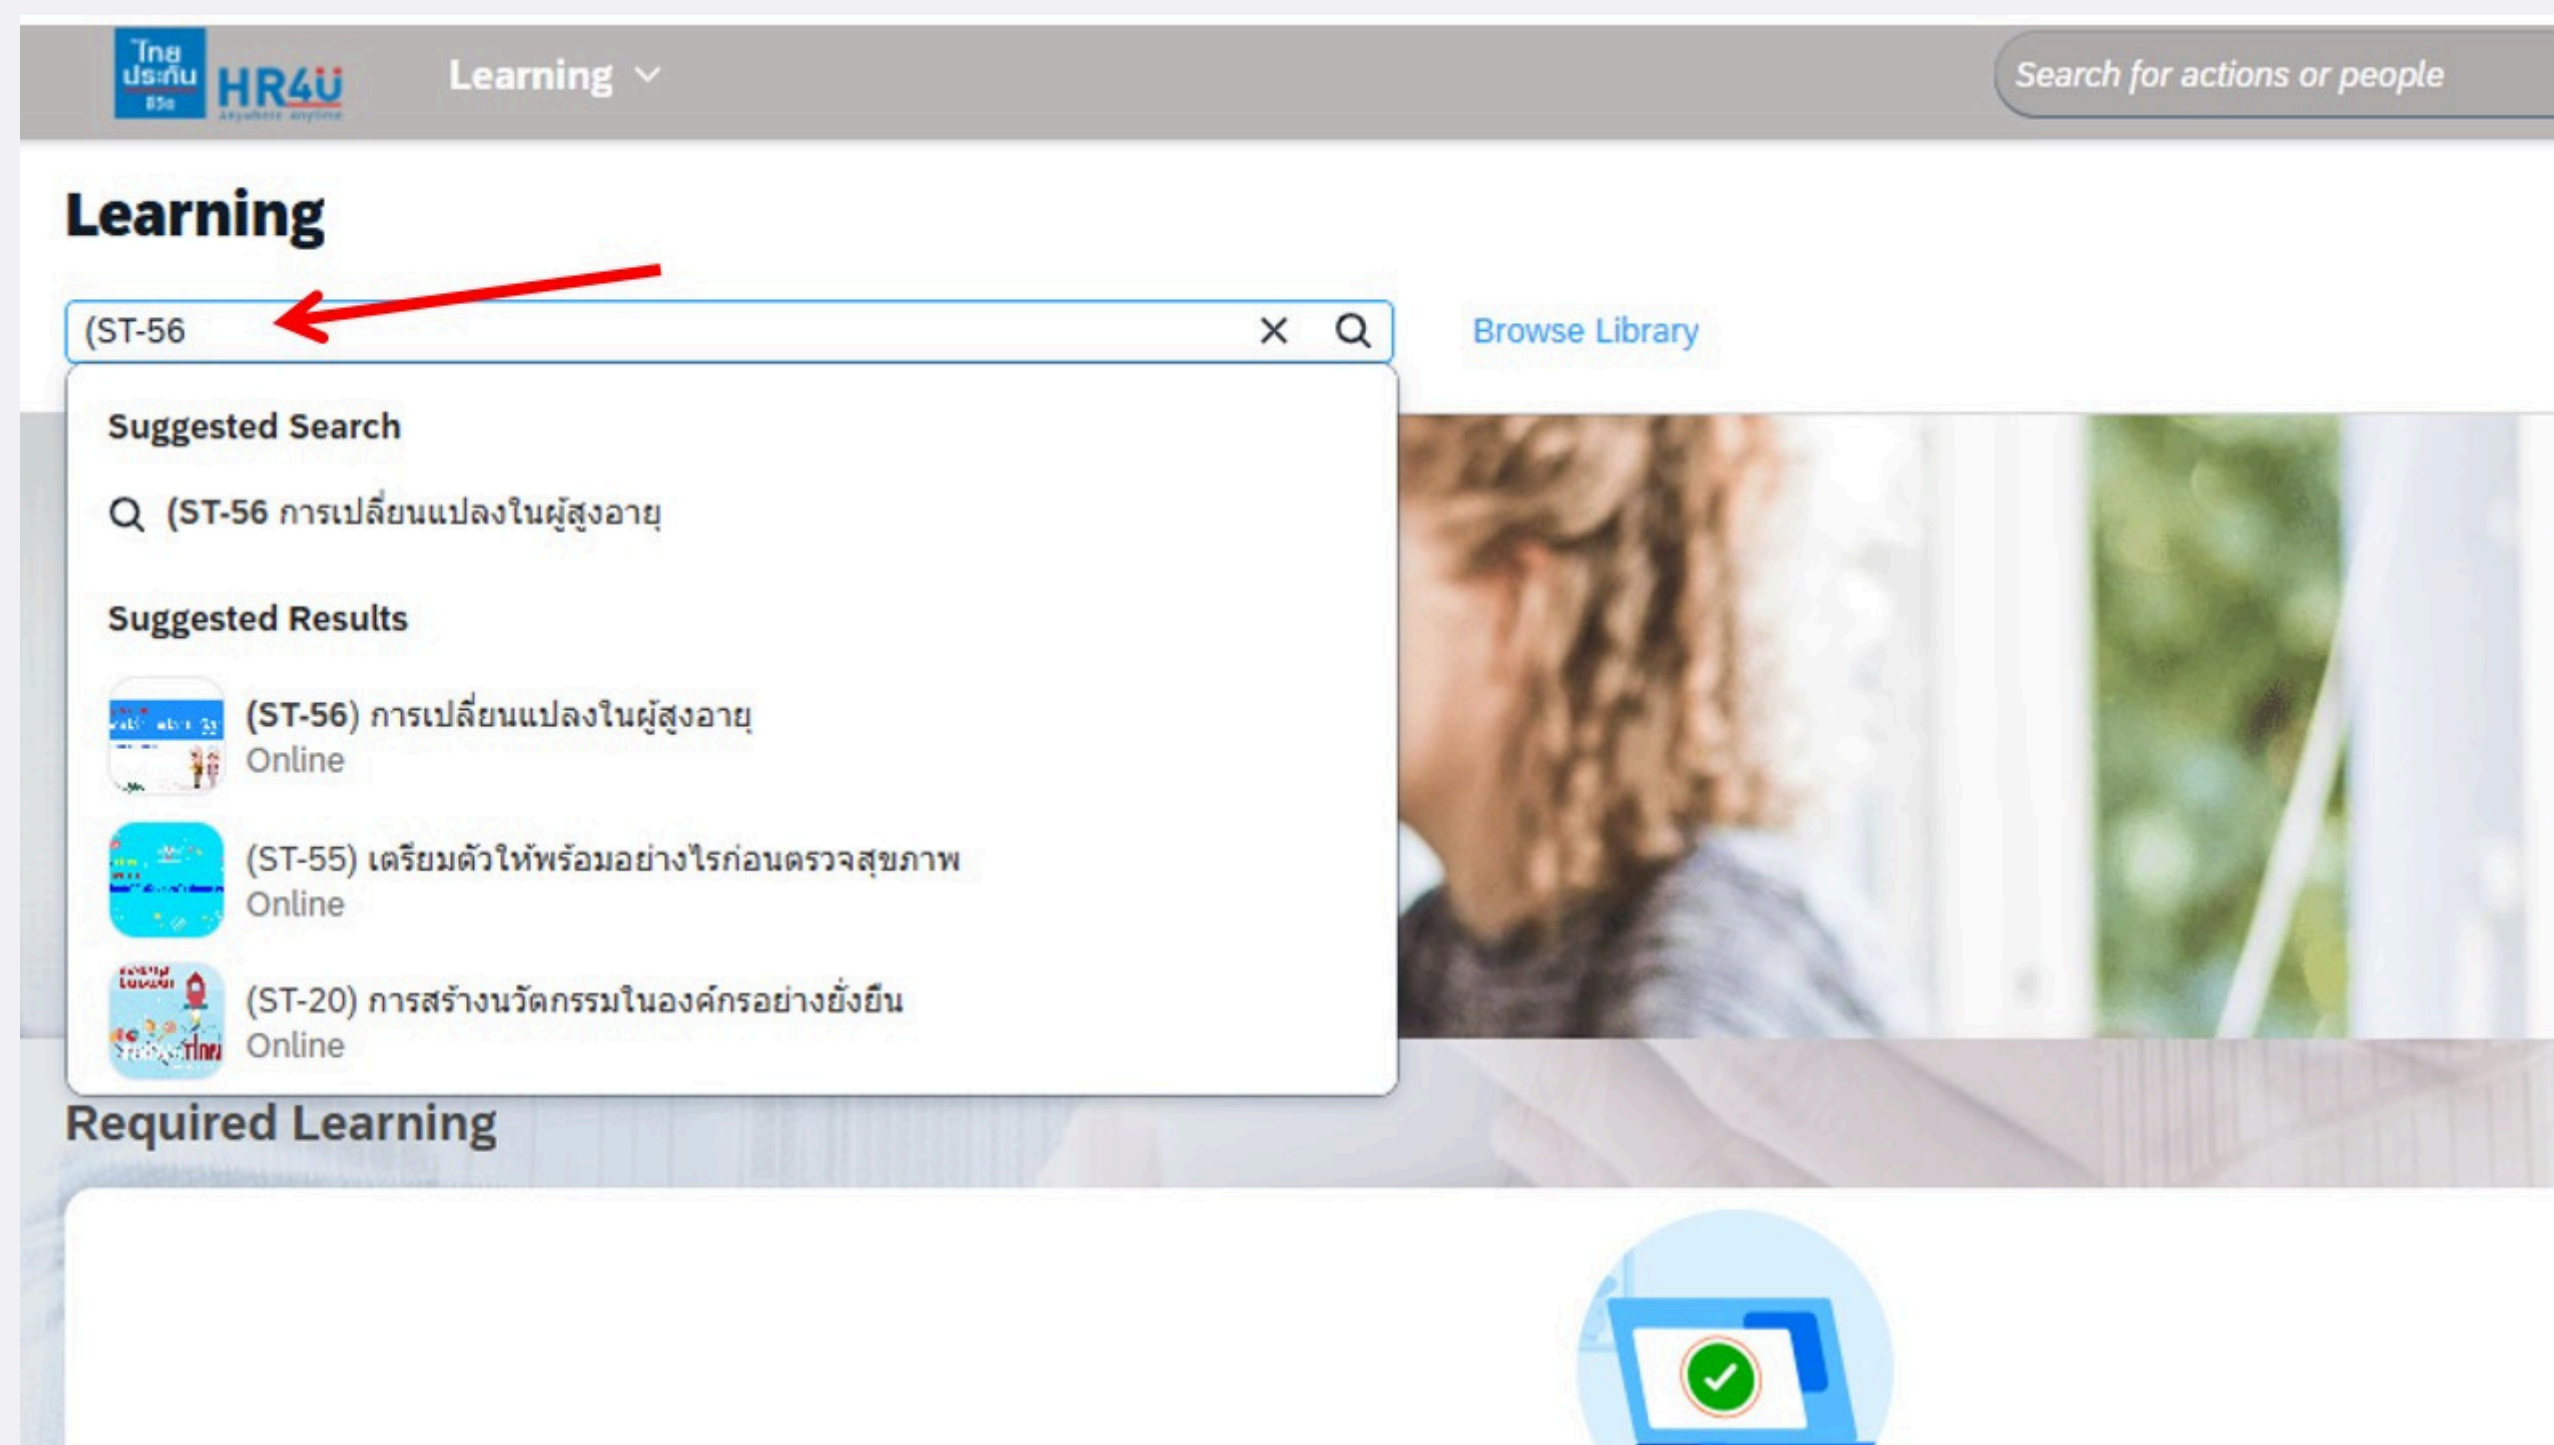 ไทย
ประกัน
ชีวิต
HR4U
Anywhere Anytime
Learning
Search for actions or people
Learning
(ST-56
Browse Library
Suggested Search
(ST-56 การเปลี่ยนแปลงในผู้สูงอายุ
Suggested Results
(ST-56) การเปลี่ยนแปลงในผู้สูงอายุ
Online
(ST-55) เตรียมตัวให้พร้อมอย่างไรก่อนตรวจสุขภาพ
Online
(ST-20) การสร้างนวัตกรรมในองค์กรอย่างยั่งยืน
Online
Required Learning